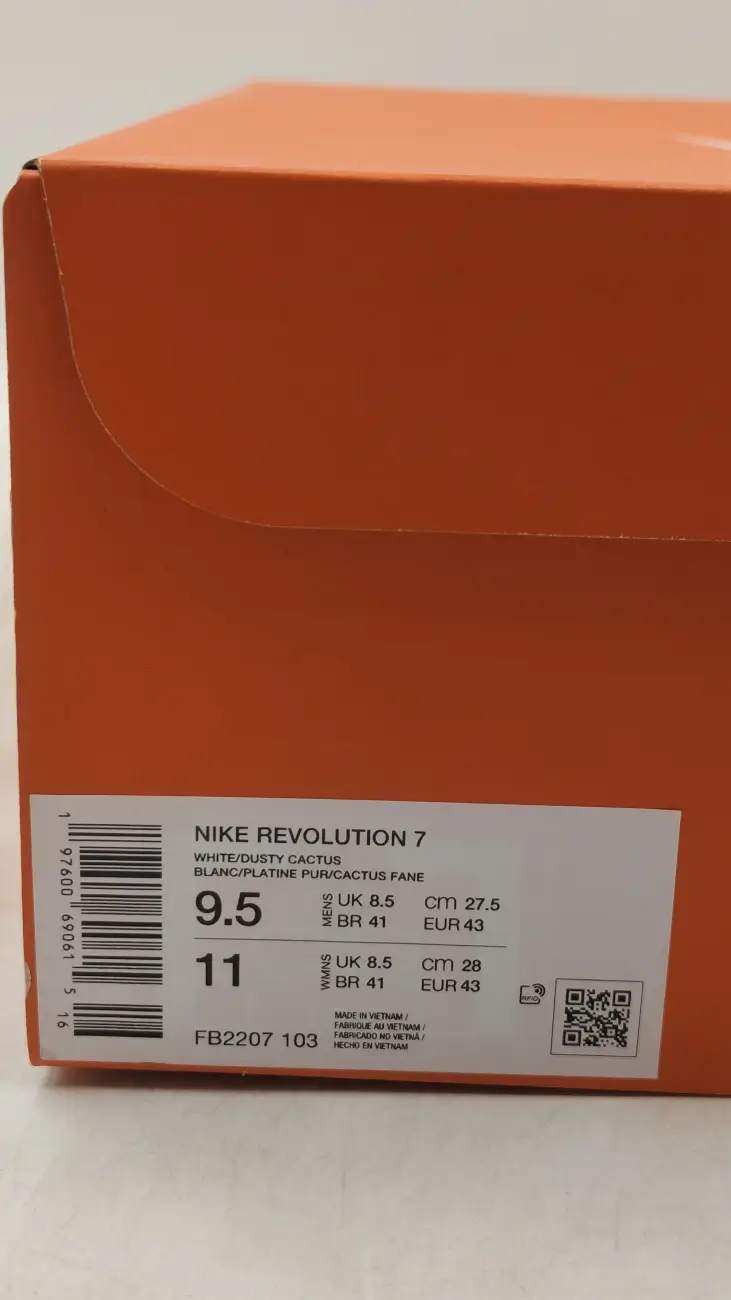 1 97600 69061 5 16
NIKE REVOLUTION 7
WHITE/DUSTY CACTUS
BLANC/PLATINE PUR/CACTUS FANE
9.5
MENS
UK 8.5
cm 27.5
BR 41
EUR 43
11
WMNS
UK 8.5
cm 28
BR 41
EUR 43
RFID
FB2207 103
MADE IN VIETNAM /
FABRIQUE AU VIETNAM /
FABRICADO NO VIETNÃ /
HECHO EN VIETNAM